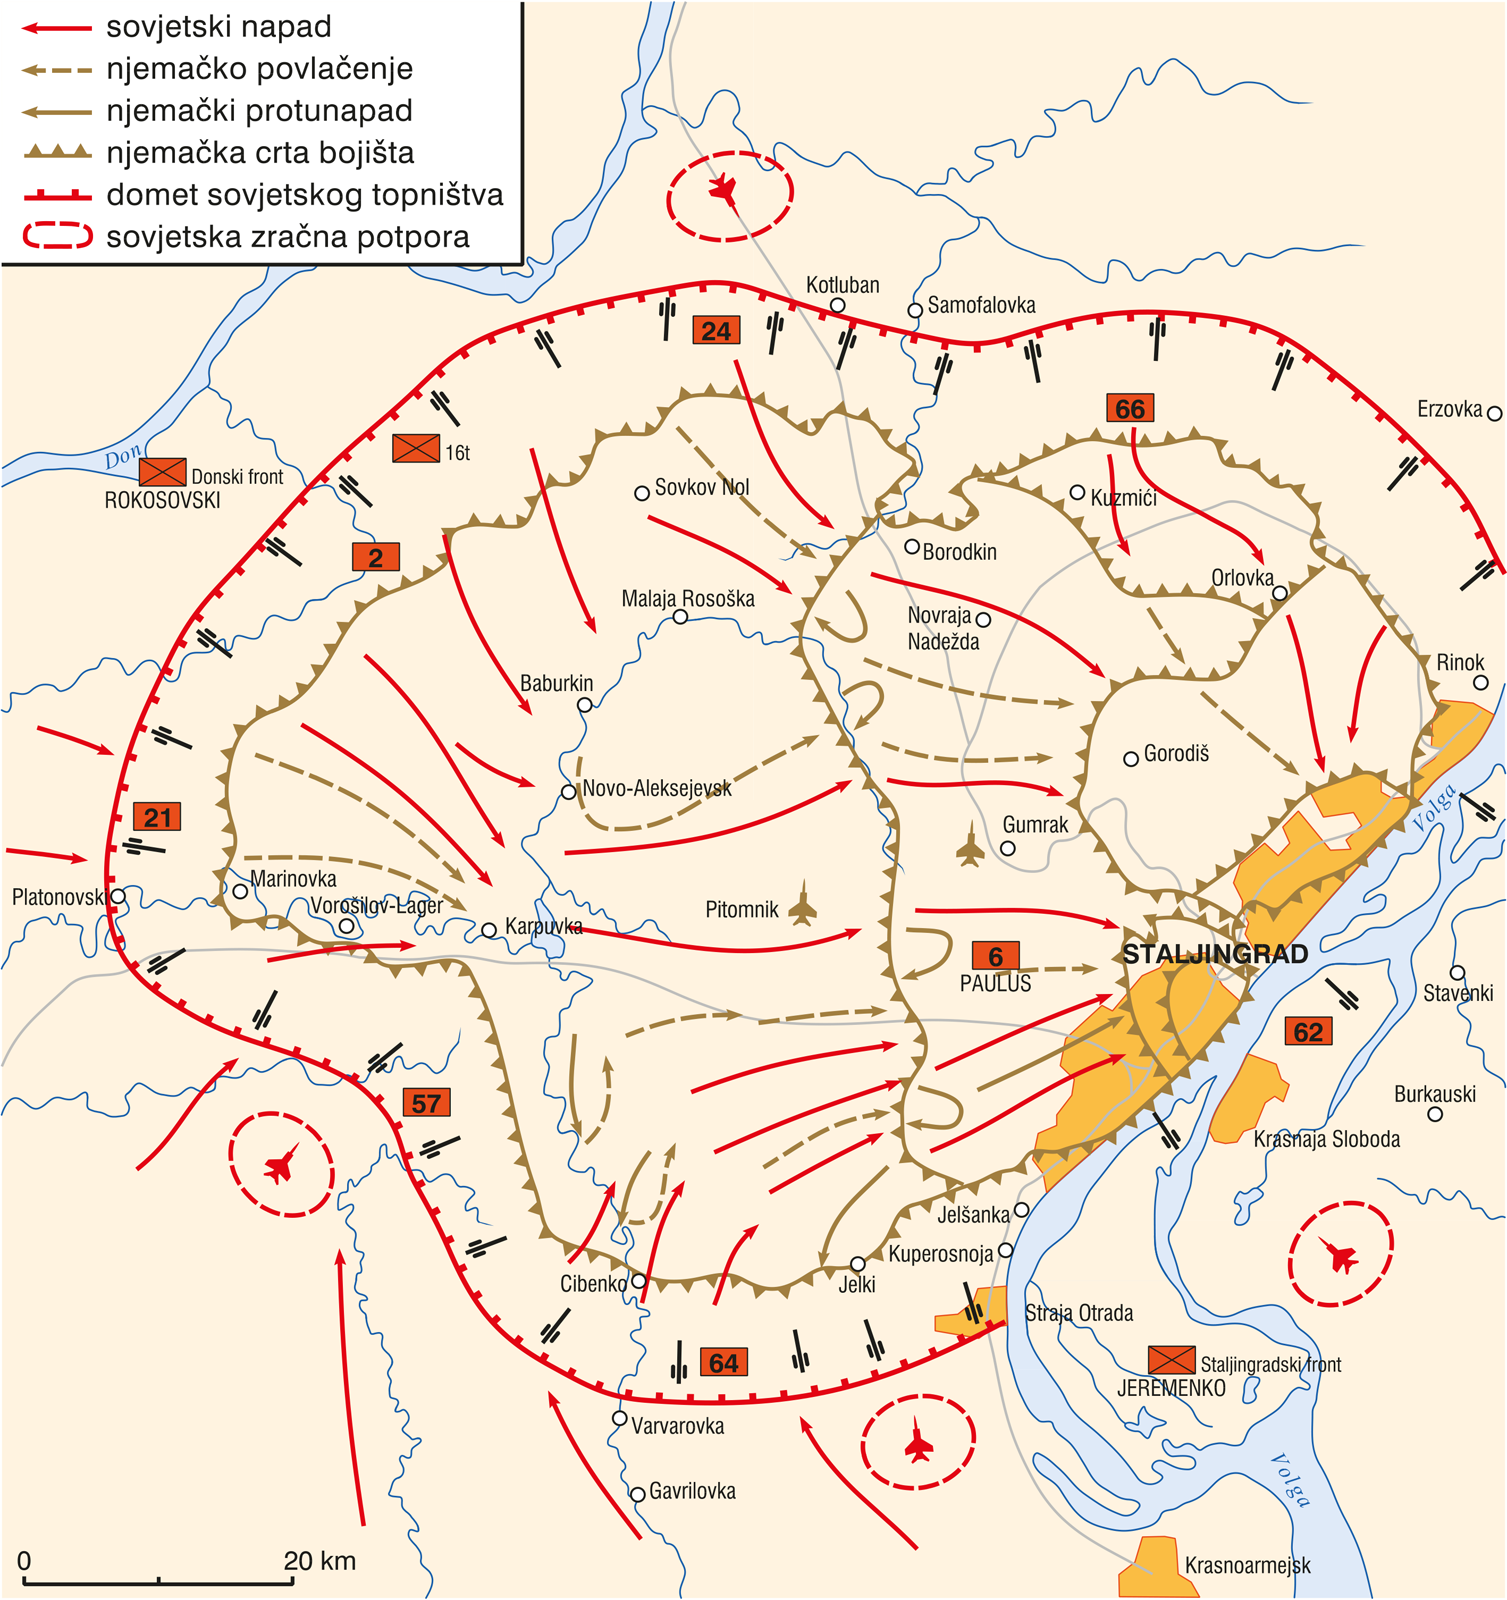 sovjetski napad
njemačko povlačenje
njemački protunapad
njemačka crta bojišta
domet sovjetskog topništva
sovjetska zračna potpora
Kotluban
Samofalovka
24
66
Erzovka
16t
Don
Donski front
ROKOSOVSKI
Sovkov Nol
Kuzmići
2
Borodkin
Orlovka
Malaja Rosoška
Novraja
Nadežda
Rinok
Baburkin
Gorodiš
Novo-Aleksejevsk
Volga
21
Gumrak
Marinovka
Platonovski
Vorošilov-Lager
Pitomnik
Karpuvka
STALJINGRAD
6
PAULUS
Stavenki
62
57
Burkauski
Krasnaja Sloboda
Jelšanka
Kuperosnoja
Cibenko
Jelki
Straja Otrada
64
Staljingradski front
JEREMENKO
Varvarovka
Gavrilovka
Volga
0
20 km
Krasnoarmejsk